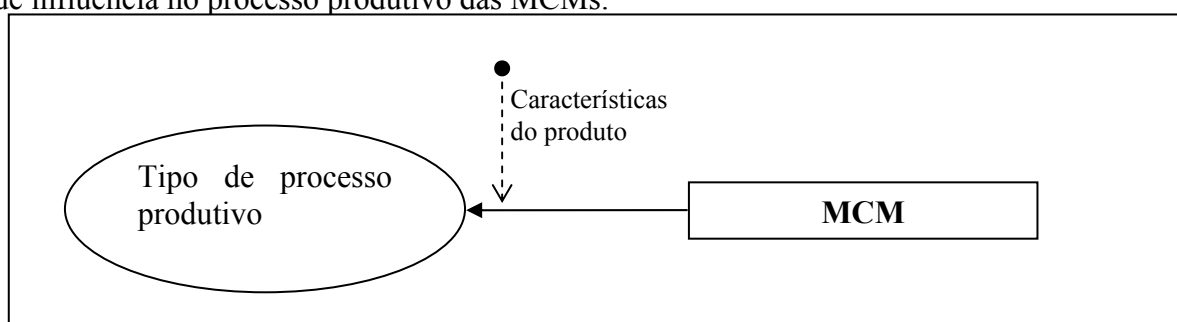 de influência no processo produtivo das MCMs.
Características
do produto
Tipo de processo
produtivo
MCM